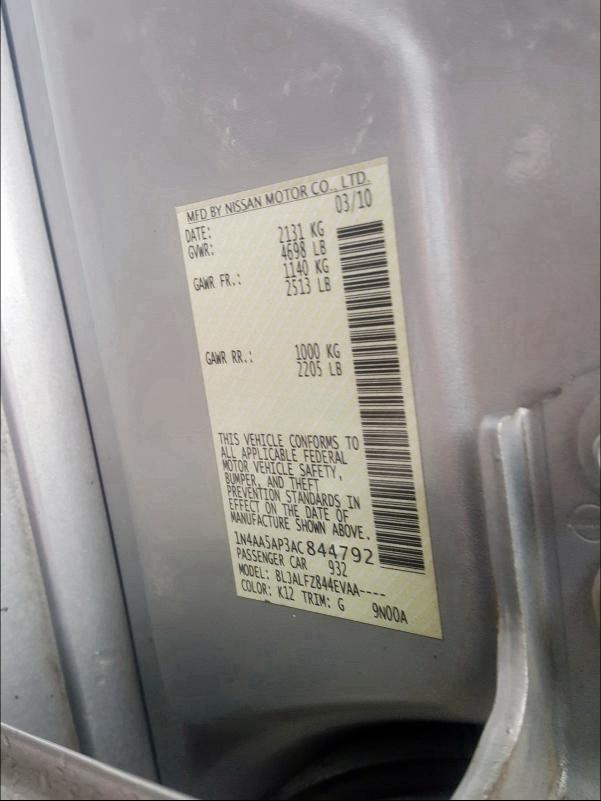 MFD BY NISSAN MOTOR CO., LTD.
DATE: 03/10
GVWR: 2131 KG
4698 LB
GAWR FR.: 1140 KG
2513 LB
GAWR RR.: 1000 KG
2205 LB
THIS VEHICLE CONFORMS TO
ALL APPLICABLE FEDERAL
MOTOR VEHICLE SAFETY,
BUMPER, AND THEFT
PREVENTION STANDARDS IN
EFFECT ON THE DATE OF
MANUFACTURE SHOWN ABOVE.
1N4AA5AP3AC844792
PASSENGER CAR 932
MODEL: BLJALFZ844EVAA----
COLOR: K12 TRIM: G 9N00A